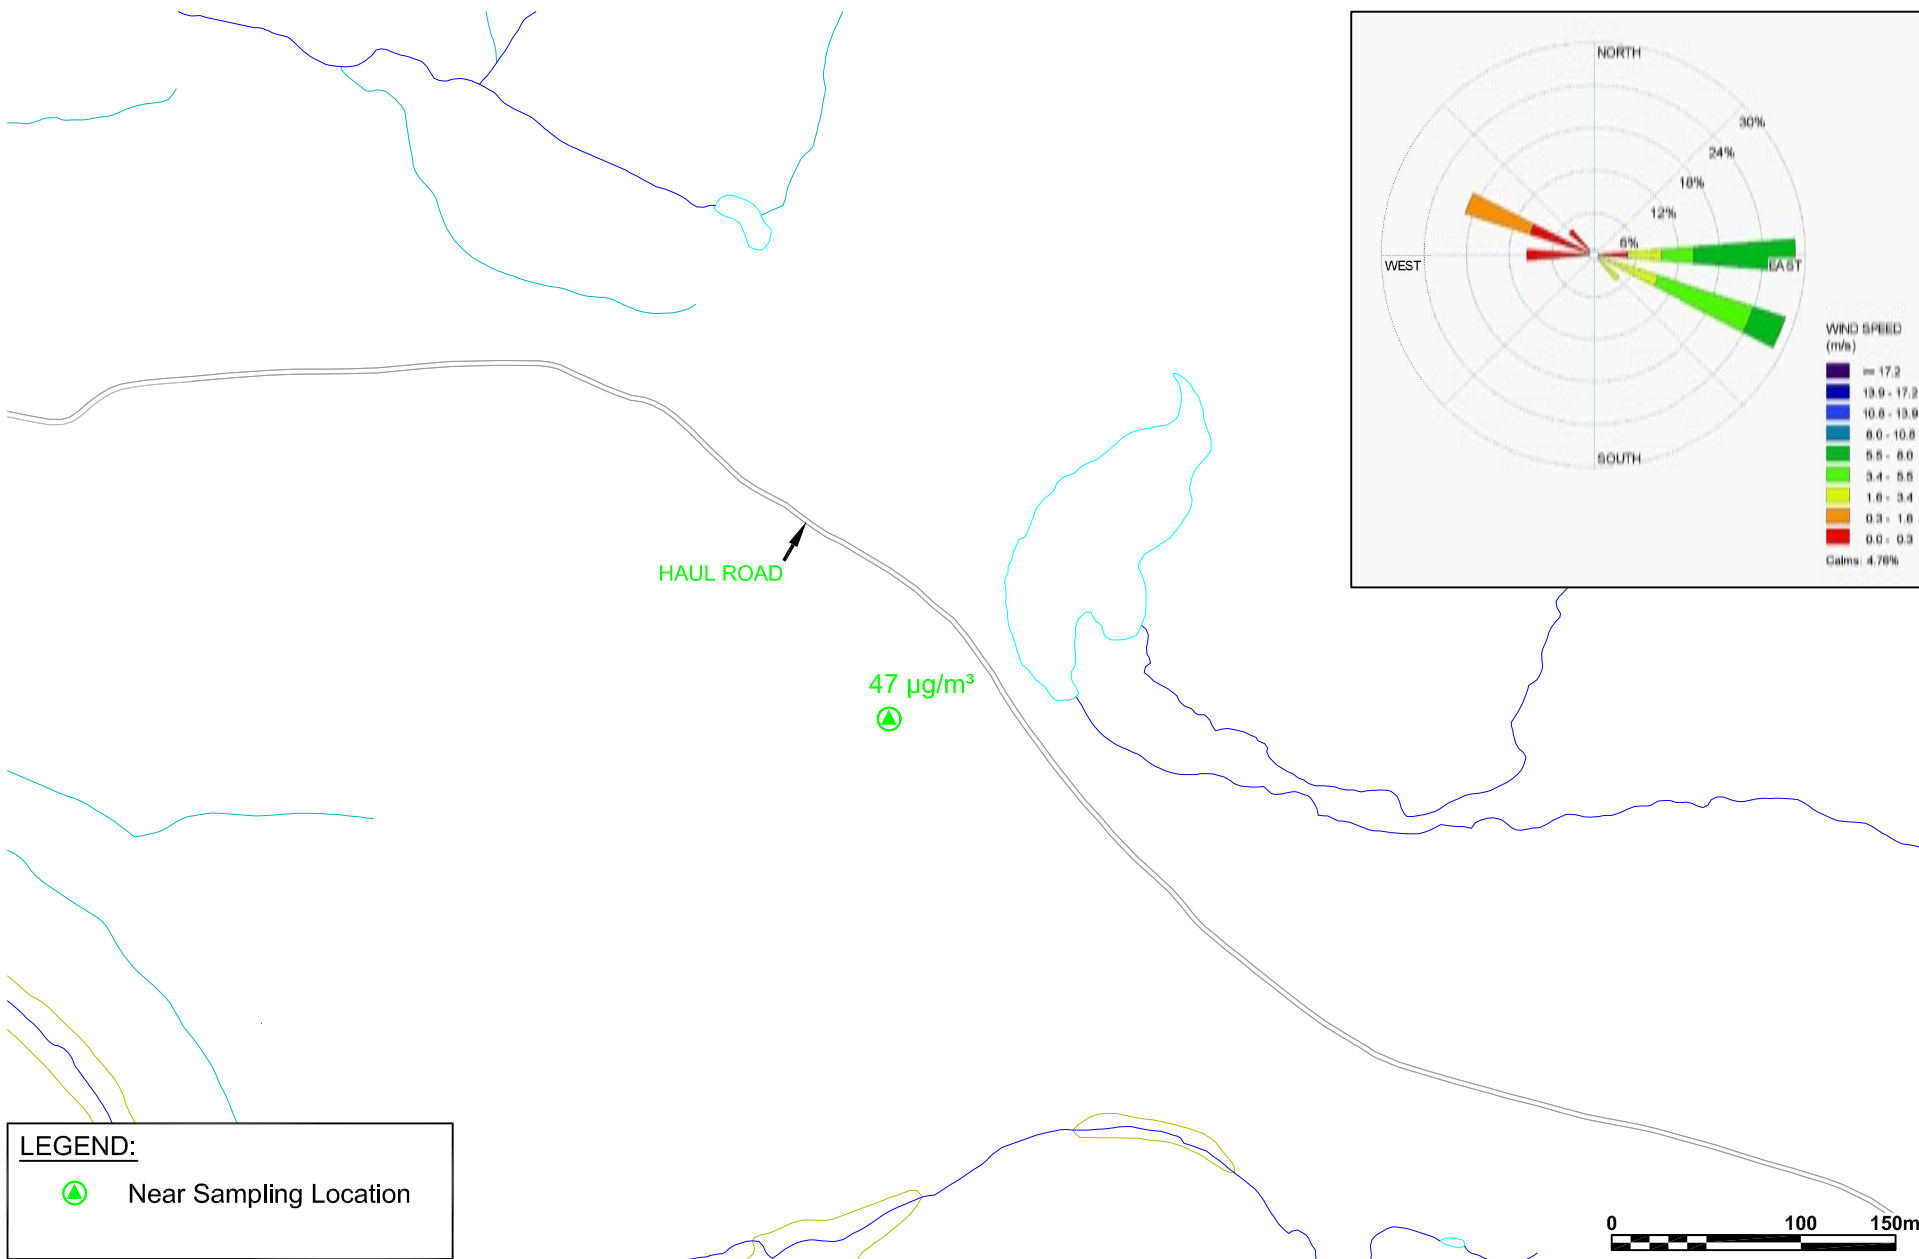 NORTH
30%
24%
18%
12%
6%
WEST
EAST
SOUTH
WIND SPEED
(m/s)
>= 17.2
13.9 - 17.2
10.8 - 13.9
8.0 - 10.8
5.5 - 8.0
3.4 - 5.5
1.6 - 3.4
0.3 - 1.6
0.0 - 0.3
Calms: 4.76%
HAUL ROAD
47 µg/m³
LEGEND:
Near Sampling Location
0 100 150m